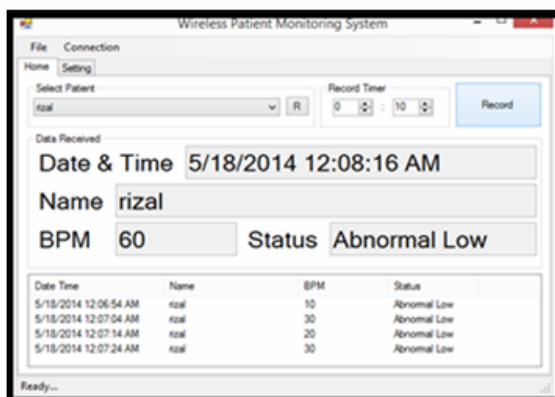 Wireless Patient Monitoring System
File Connection
Home Setting
Select Patient Record Timer
rizal R 0 : 10 Record
Data Received
Date & Time 5/18/2014 12:08:16 AM
Name rizal
BPM 60 Status Abnormal Low
Date Time Name BPM Status
5/18/2014 12:06:54 AM rizal 10 Abnormal Low
5/18/2014 12:07:04 AM rizal 30 Abnormal Low
5/18/2014 12:07:14 AM rizal 20 Abnormal Low
5/18/2014 12:07:24 AM rizal 30 Abnormal Low
Ready...